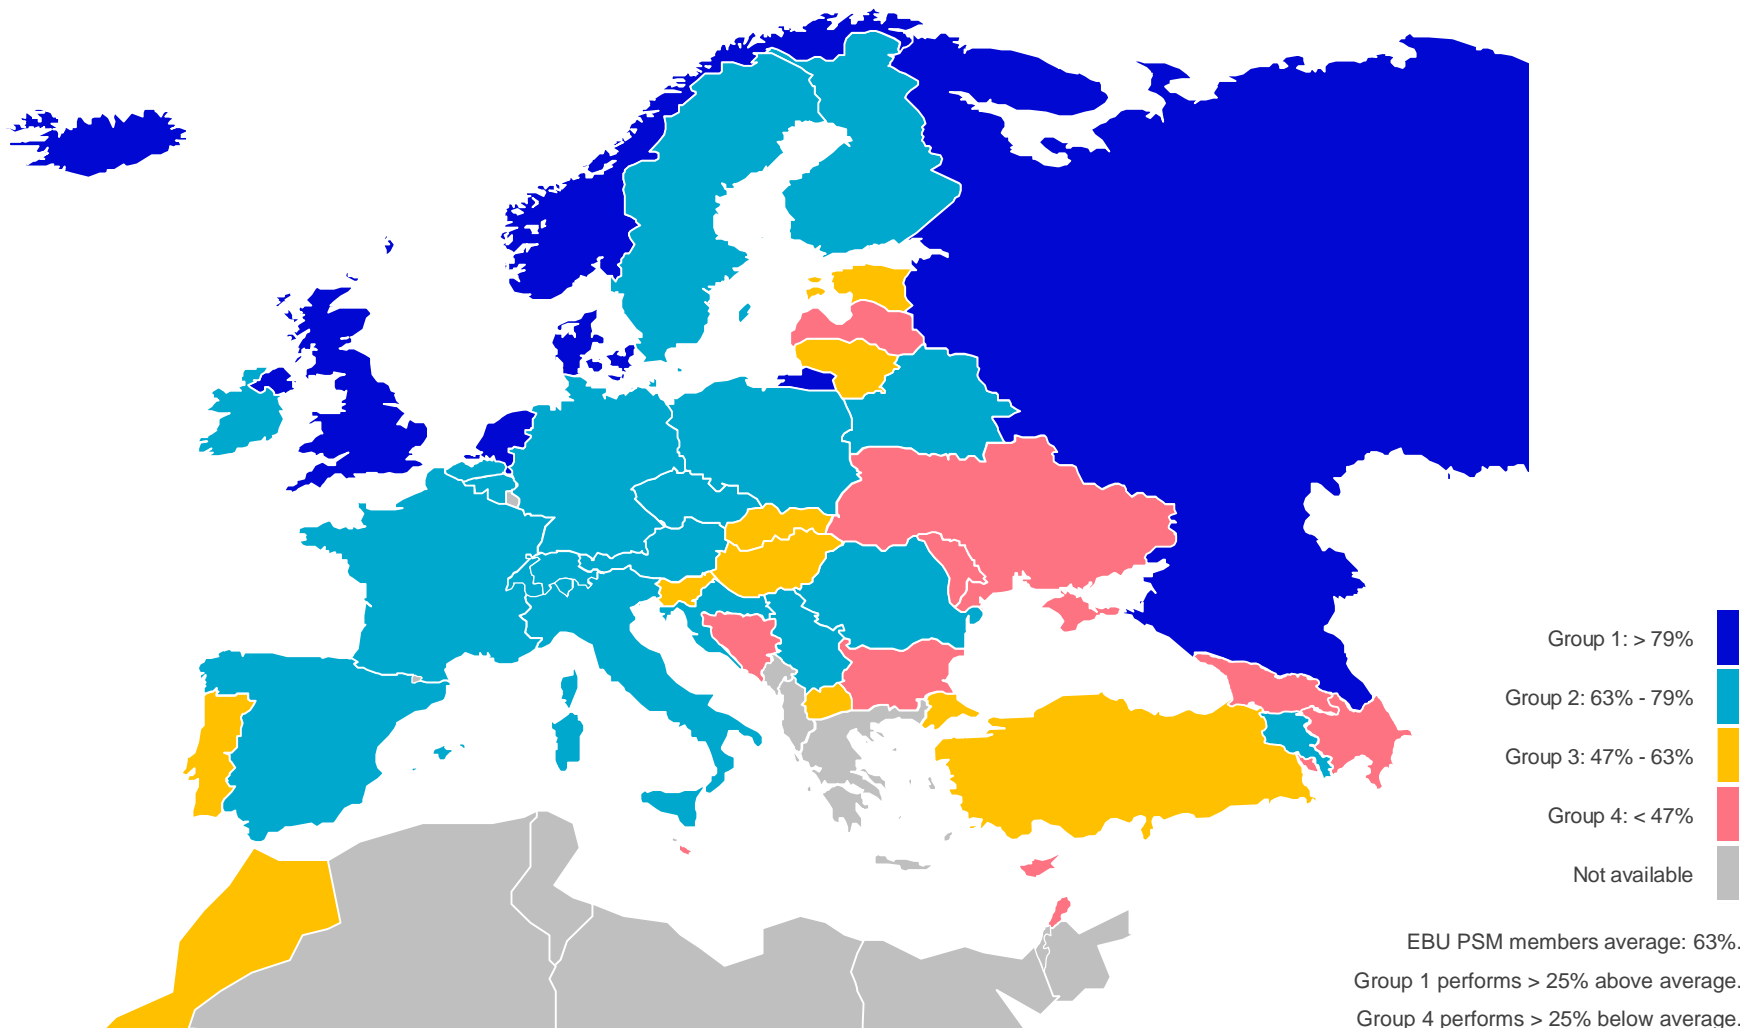 Group 1: > 79%
Group 2: 63% - 79%
Group 3: 47% - 63%
Group 4: < 47%
Not available
EBU PSM members average: 63%.
Group 1 performs > 25% above average.
Group 4 performs > 25% below average.